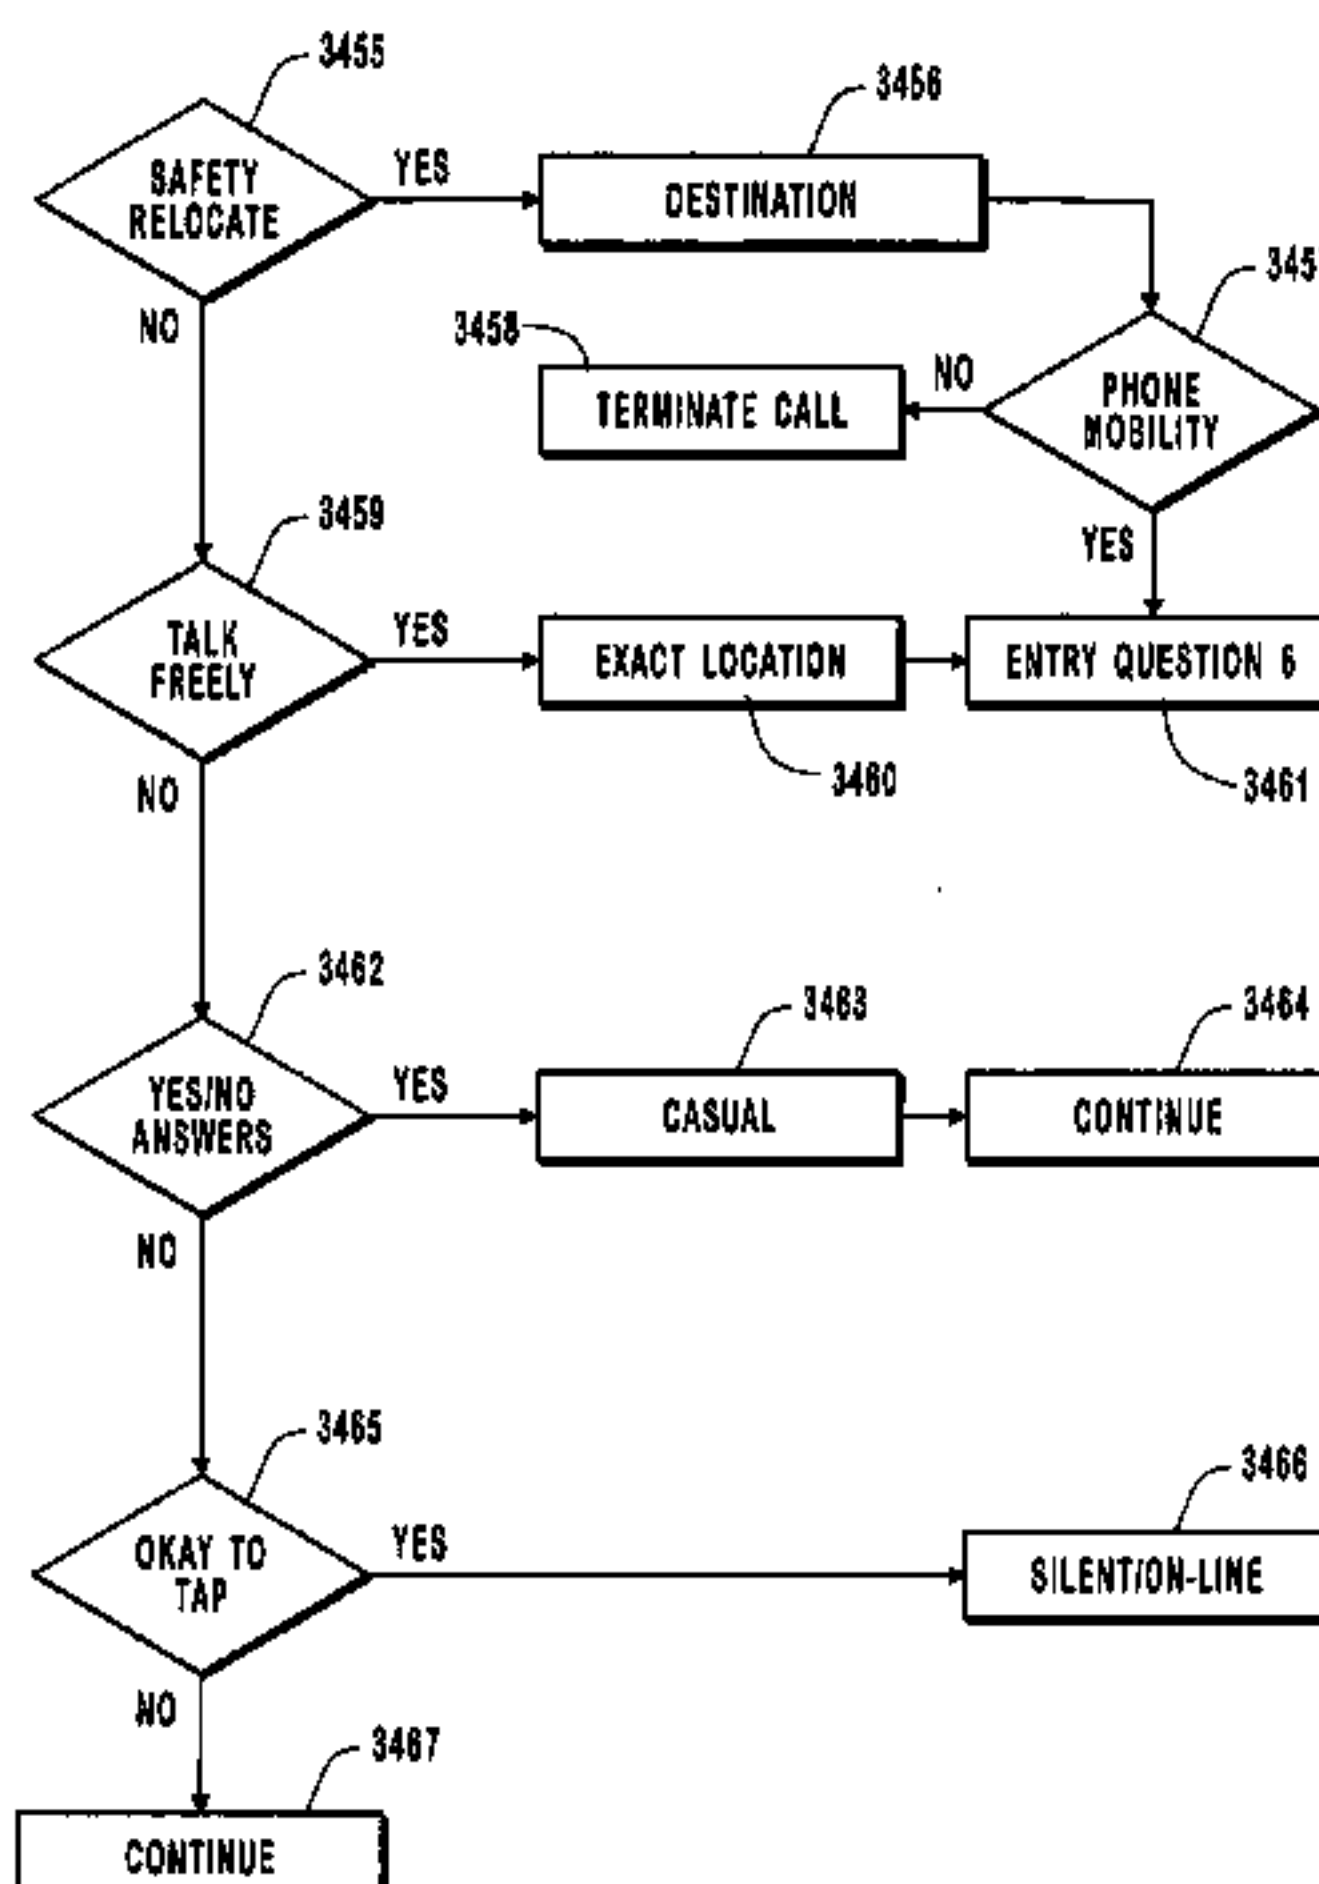 3455
3456
SAFETY
RELOCATE
YES
DESTINATION
NO
345
3458
TERMINATE CALL
NO
PHONE
MOBILITY
YES
3459
TALK
FREELY
YES
EXACT LOCATION
ENTRY QUESTION 6
NO
3460
3461
3462
3463
3464
YES/NO
ANSWERS
YES
CASUAL
CONTINUE
NO
3465
3466
OKAY TO
TAP
YES
SILENT/ON-LINE
NO
3467
CONTINUE